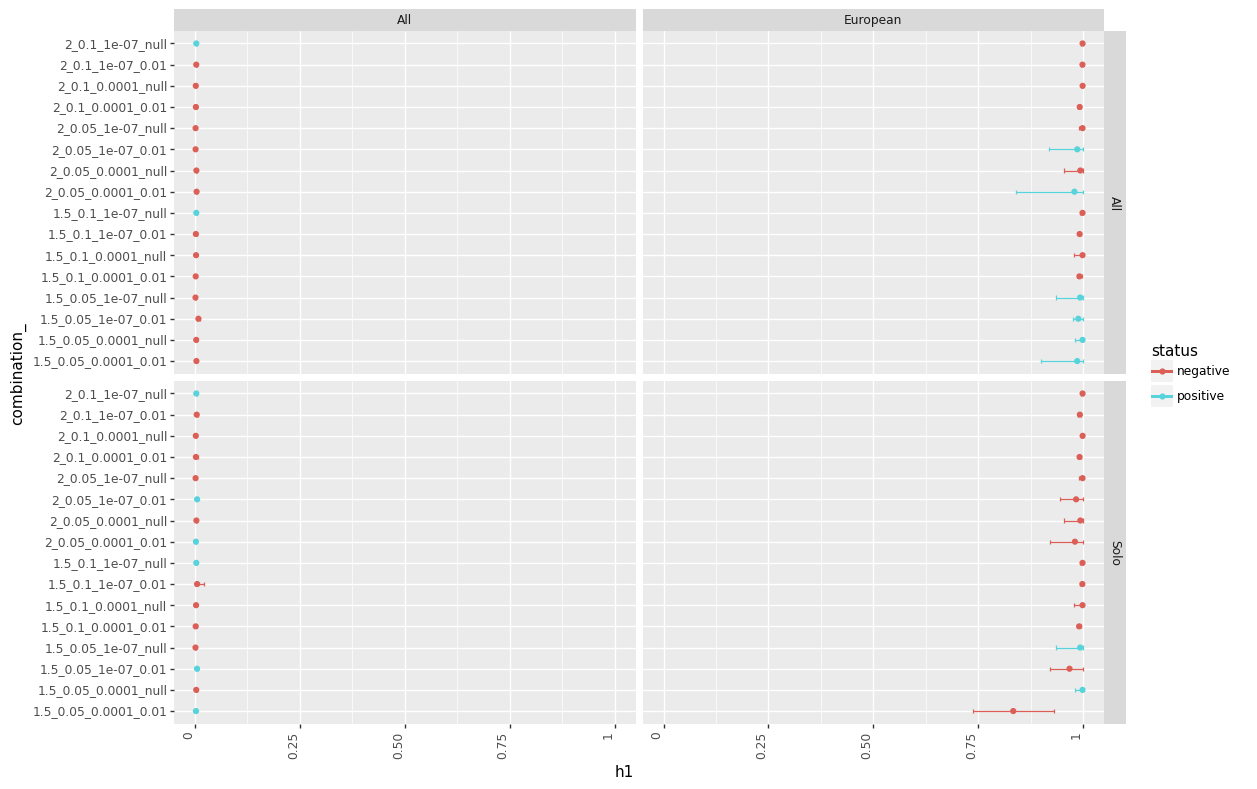 All European
2_0.1_1e-07_null
2_0.1_1e-07_0.01
2_0.1_0.0001_null
2_0.1_0.0001_0.01
2_0.05_1e-07_null
2_0.05_1e-07_0.01
2_0.05_0.0001_null
2_0.05_0.0001_0.01
1.5_0.1_1e-07_null
1.5_0.1_1e-07_0.01
1.5_0.1_0.0001_null
1.5_0.1_0.0001_0.01
1.5_0.05_1e-07_null
1.5_0.05_1e-07_0.01
1.5_0.05_0.0001_null
1.5_0.05_0.0001_0.01
All
2_0.1_1e-07_null
2_0.1_1e-07_0.01
2_0.1_0.0001_null
2_0.1_0.0001_0.01
2_0.05_1e-07_null
2_0.05_1e-07_0.01
2_0.05_0.0001_null
2_0.05_0.0001_0.01
1.5_0.1_1e-07_null
1.5_0.1_1e-07_0.01
1.5_0.1_0.0001_null
1.5_0.1_0.0001_0.01
1.5_0.05_1e-07_null
1.5_0.05_1e-07_0.01
1.5_0.05_0.0001_null
1.5_0.05_0.0001_0.01
Solo
combination_
0 0.25 0.50 0.75 1 0 0.25 0.50 0.75 1
h1
status
negative
positive